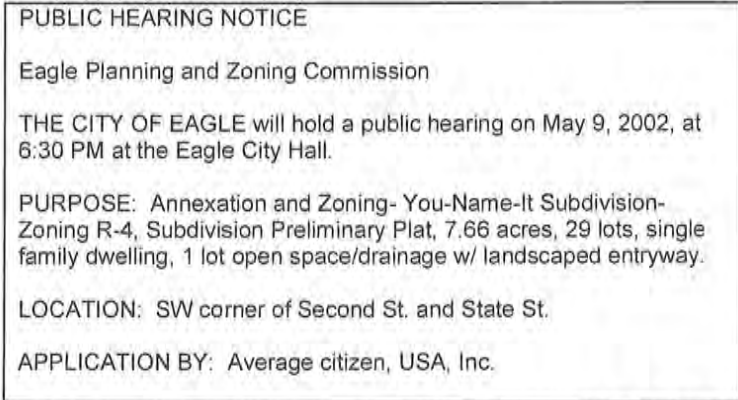 PUBLIC HEARING NOTICE
Eagle Planning and Zoning Commission
THE CITY OF EAGLE will hold a public hearing on May 9, 2002, at
6:30 PM at the Eagle City Hall.
PURPOSE: Annexation and Zoning- You-Name-It Subdivision-
Zoning R-4, Subdivision Preliminary Plat, 7.66 acres, 29 lots, single
family dwelling, 1 lot open space/drainage w/ landscaped entryway.
LOCATION: SW corner of Second St. and State St.
APPLICATION BY: Average citizen, USA, Inc.